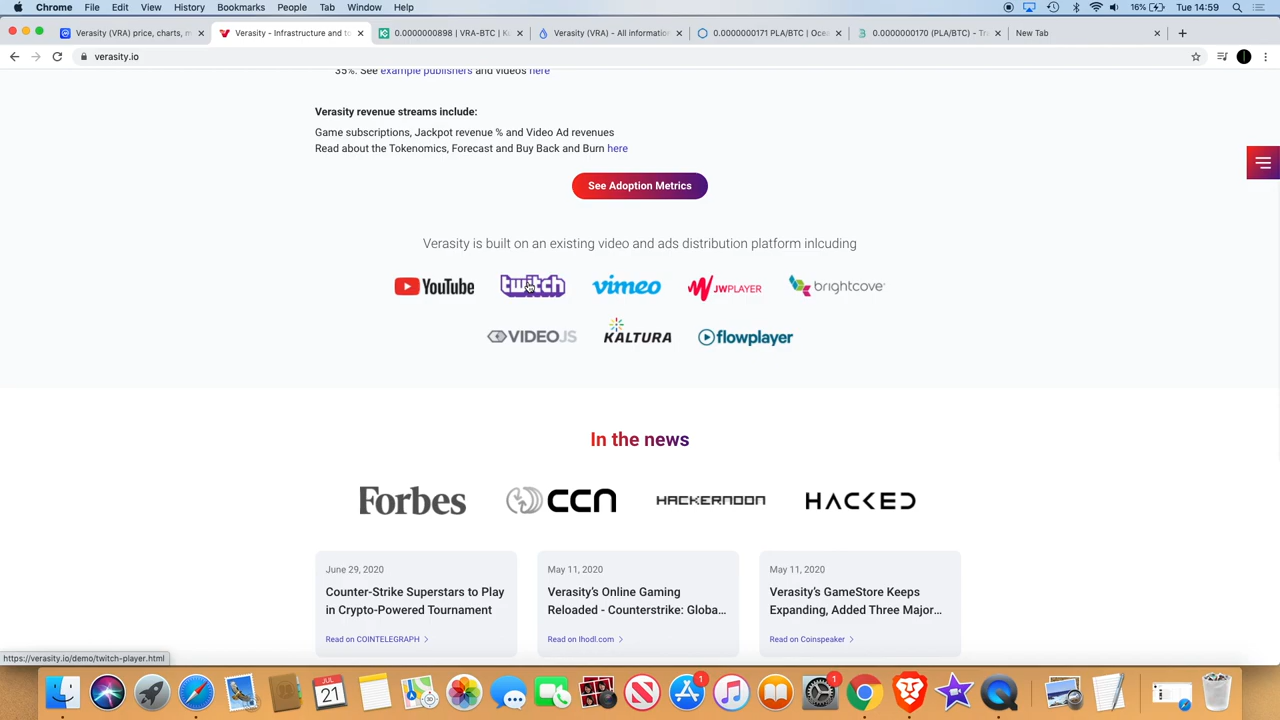 Chrome File Edit View History Bookmarks People Tab Window Help 16% Tue 14:59
Verasity (VRA) price, charts, m
Verasity - Infrastructure and to
0.0000000898 | VRA-BTC | Ku
Verasity (VRA) - All informatio
0.0000000171 PLA/BTC | Ocea
0.0000000170 (PLA/BTC) - Tra
New Tab
verasity.io
35%. See example publishers and videos here
Verasity revenue streams include:
Game subscriptions, Jackpot revenue % and Video Ad revenues
Read about the Tokenomics, Forecast and Buy Back and Burn here
See Adoption Metrics
Verasity is built on an existing video and ads distribution platform inlcuding
YouTube twitch vimeo JWPLAYER brightcove
VIDEOJS KALTURA flowplayer
In the news
Forbes CCN HACKERNOON HACKED
June 29, 2020
Counter-Strike Superstars to Play
in Crypto-Powered Tournament
Read on COINTELEGRAPH
May 11, 2020
Verasity's Online Gaming
Reloaded - Counterstrike: Globa...
Read on Ihodl.com
May 11, 2020
Verasity's GameStore Keeps
Expanding, Added Three Major...
Read on Coinspeaker
https://verasity.io/demo/twitch-player.html
JUL
21
1
1